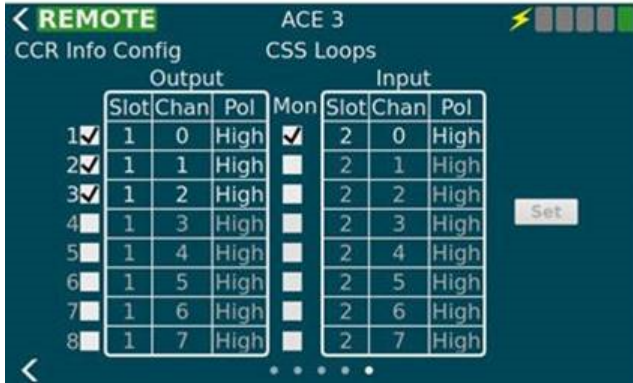 < REMOTE ACE 3
CCR Info Config CSS Loops
Output Input
Slot Chan Pol Mon Slot Chan Pol
1 1 0 High 2 0 High
2 1 1 High 2 1 High
3 1 2 High 2 2 High
4 1 3 High 2 3 High Set
5 1 4 High 2 4 High
6 1 5 High 2 5 High
7 1 6 High 2 6 High
8 1 7 High 2 7 High
<